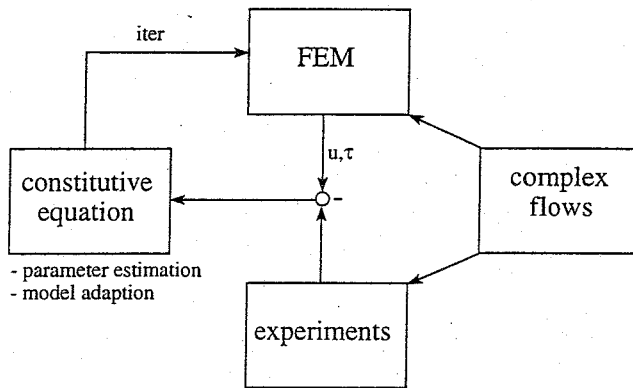 iter
FEM
u,τ
constitutive
equation
-
complex
flows
- parameter estimation
- model adaption
experiments